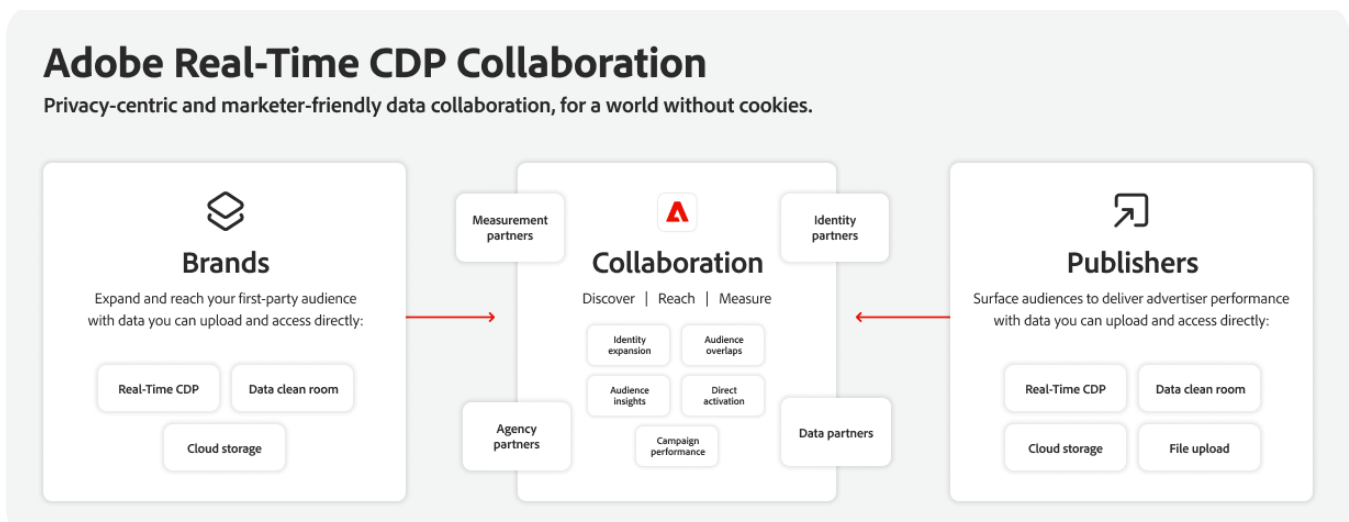 Adobe Real-Time CDP Collaboration
Privacy-centric and marketer-friendly data collaboration, for a world without cookies.
Brands
Expand and reach your first-party audience
with data you can upload and access directly:
Real-Time CDP
Data clean room
Cloud storage
Measurement
partners
Identity
partners
Collaboration
Discover | Reach | Measure
Identity
expansion
Audience
overlaps
Audience
insights
Direct
activation
Campaign
performance
Agency
partners
Data partners
Publishers
Surface audiences to deliver advertiser performance
with data you can upload and access directly:
Real-Time CDP
Data clean room
Cloud storage
File upload